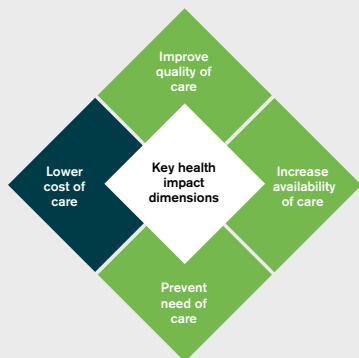 Improve
quality of
care
Lower
cost of
care
Key health
impact
dimensions
Increase
availability
of care
Prevent
need of
care